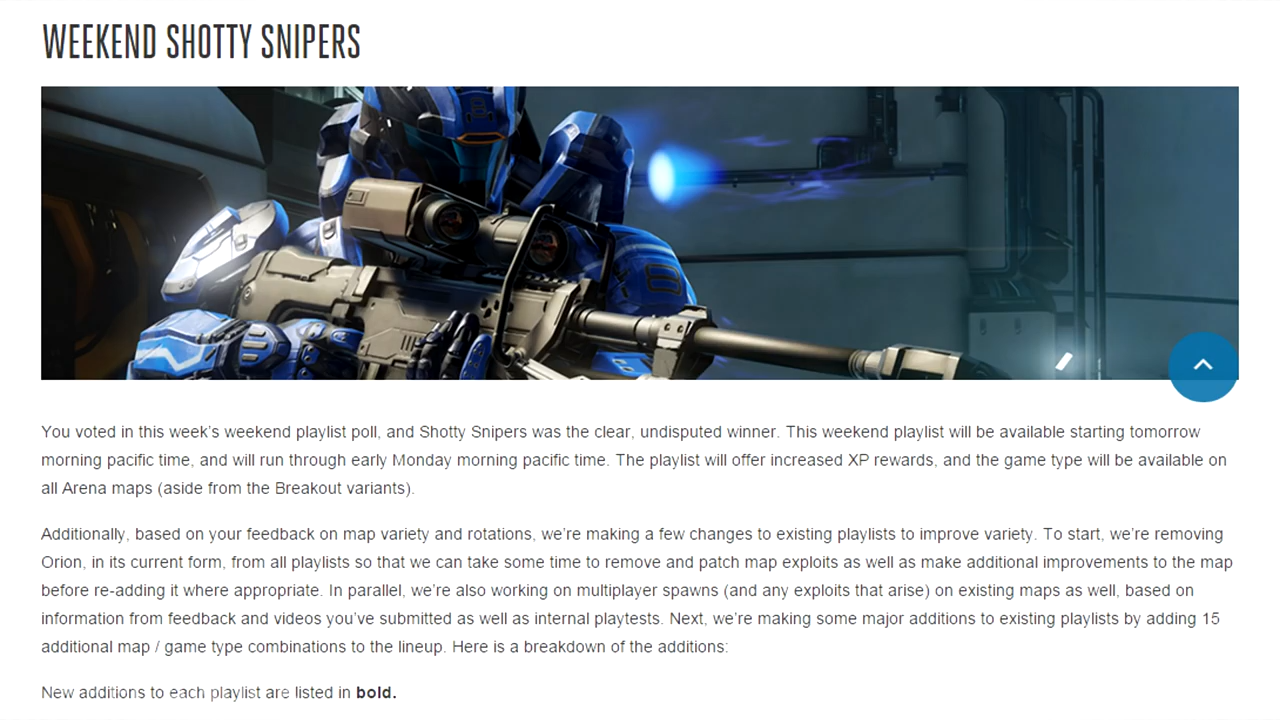 WEEKEND SHOTTY SNIPERS
You voted in this week's weekend playlist poll, and Shotty Snipers was the clear, undisputed winner. This weekend playlist will be available starting tomorrow
morning pacific time, and will run through early Monday morning pacific time. The playlist will offer increased XP rewards, and the game type will be available on
all Arena maps (aside from the Breakout variants).
Additionally, based on your feedback on map variety and rotations, we're making a few changes to existing playlists to improve variety. To start, we're removing
Orion, in its current form, from all playlists so that we can take some time to remove and patch map exploits as well as make additional improvements to the map
before re-adding it where appropriate. In parallel, we're also working on multiplayer spawns (and any exploits that arise) on existing maps as well, based on
information from feedback and videos you've submitted as well as internal playtests. Next, we're making some major additions to existing playlists by adding 15
additional map / game type combinations to the lineup. Here is a breakdown of the additions:
New additions to each playlist are listed in bold.